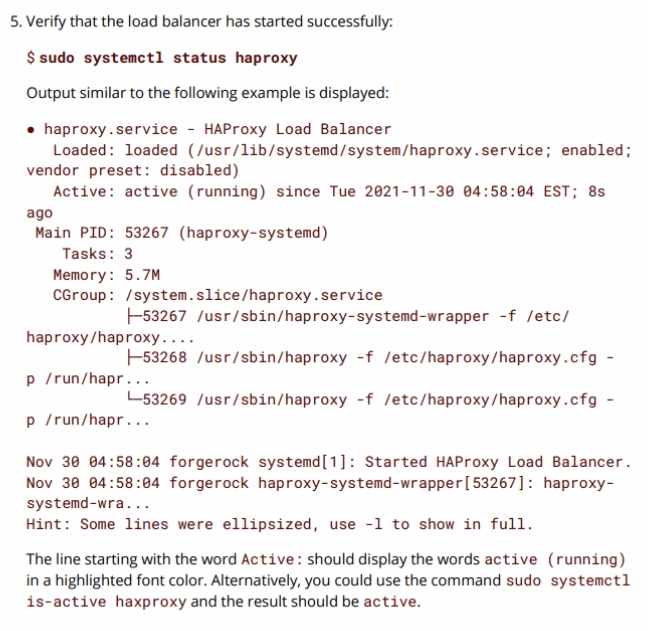 5. Verify that the load balancer has started successfully:
$ sudo systemctl status haproxy
Output similar to the following example is displayed:
● haproxy.service - HAProxy Load Balancer
Loaded: loaded (/usr/lib/systemd/system/haproxy.service; enabled;
vendor preset: disabled)
Active: active (running) since Tue 2021-11-30 04:58:04 EST; 8s
ago
Main PID: 53267 (haproxy-systemd)
Tasks: 3
Memory: 5.7M
CGroup: /system.slice/haproxy.service
├─53267 /usr/sbin/haproxy-systemd-wrapper -f /etc/
haproxy/haproxy....
├─53268 /usr/sbin/haproxy -f /etc/haproxy/haproxy.cfg -
p /run/hapr...
└─53269 /usr/sbin/haproxy -f /etc/haproxy/haproxy.cfg -
p /run/hapr...
Nov 30 04:58:04 forgerock systemd[1]: Started HAProxy Load Balancer.
Nov 30 04:58:04 forgerock haproxy-systemd-wrapper[53267]: haproxy-
systemd-wra...
Hint: Some lines were ellipsized, use -l to show in full.
The line starting with the word Active: should display the words active (running)
in a highlighted font color. Alternatively, you could use the command sudo systemctl
is-active haxproxy and the result should be active.